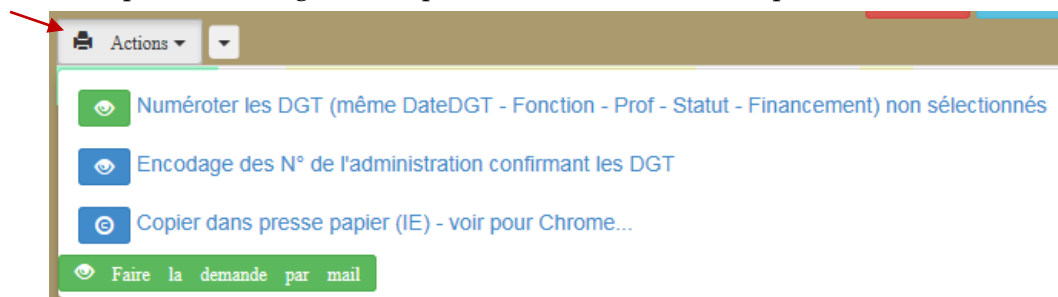 Actions
Numéroter les DGT (même DateDGT - Fonction - Prof - Statut - Financement) non sélectionnés
Encodage des N° de l'administration confirmant les DGT
Copier dans presse papier (IE) - voir pour Chrome...
Faire la demande par mail